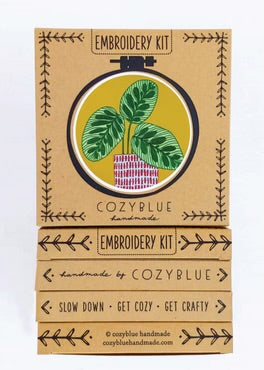 EMBROIDERY KIT
COZYBLUE
handmade
EMBROIDERY KIT
handmade by COZYBLUE
SLOW DOWN • GET COZY • GET CRAFTY
© cozyblue handmade
cozybluehandmade.com